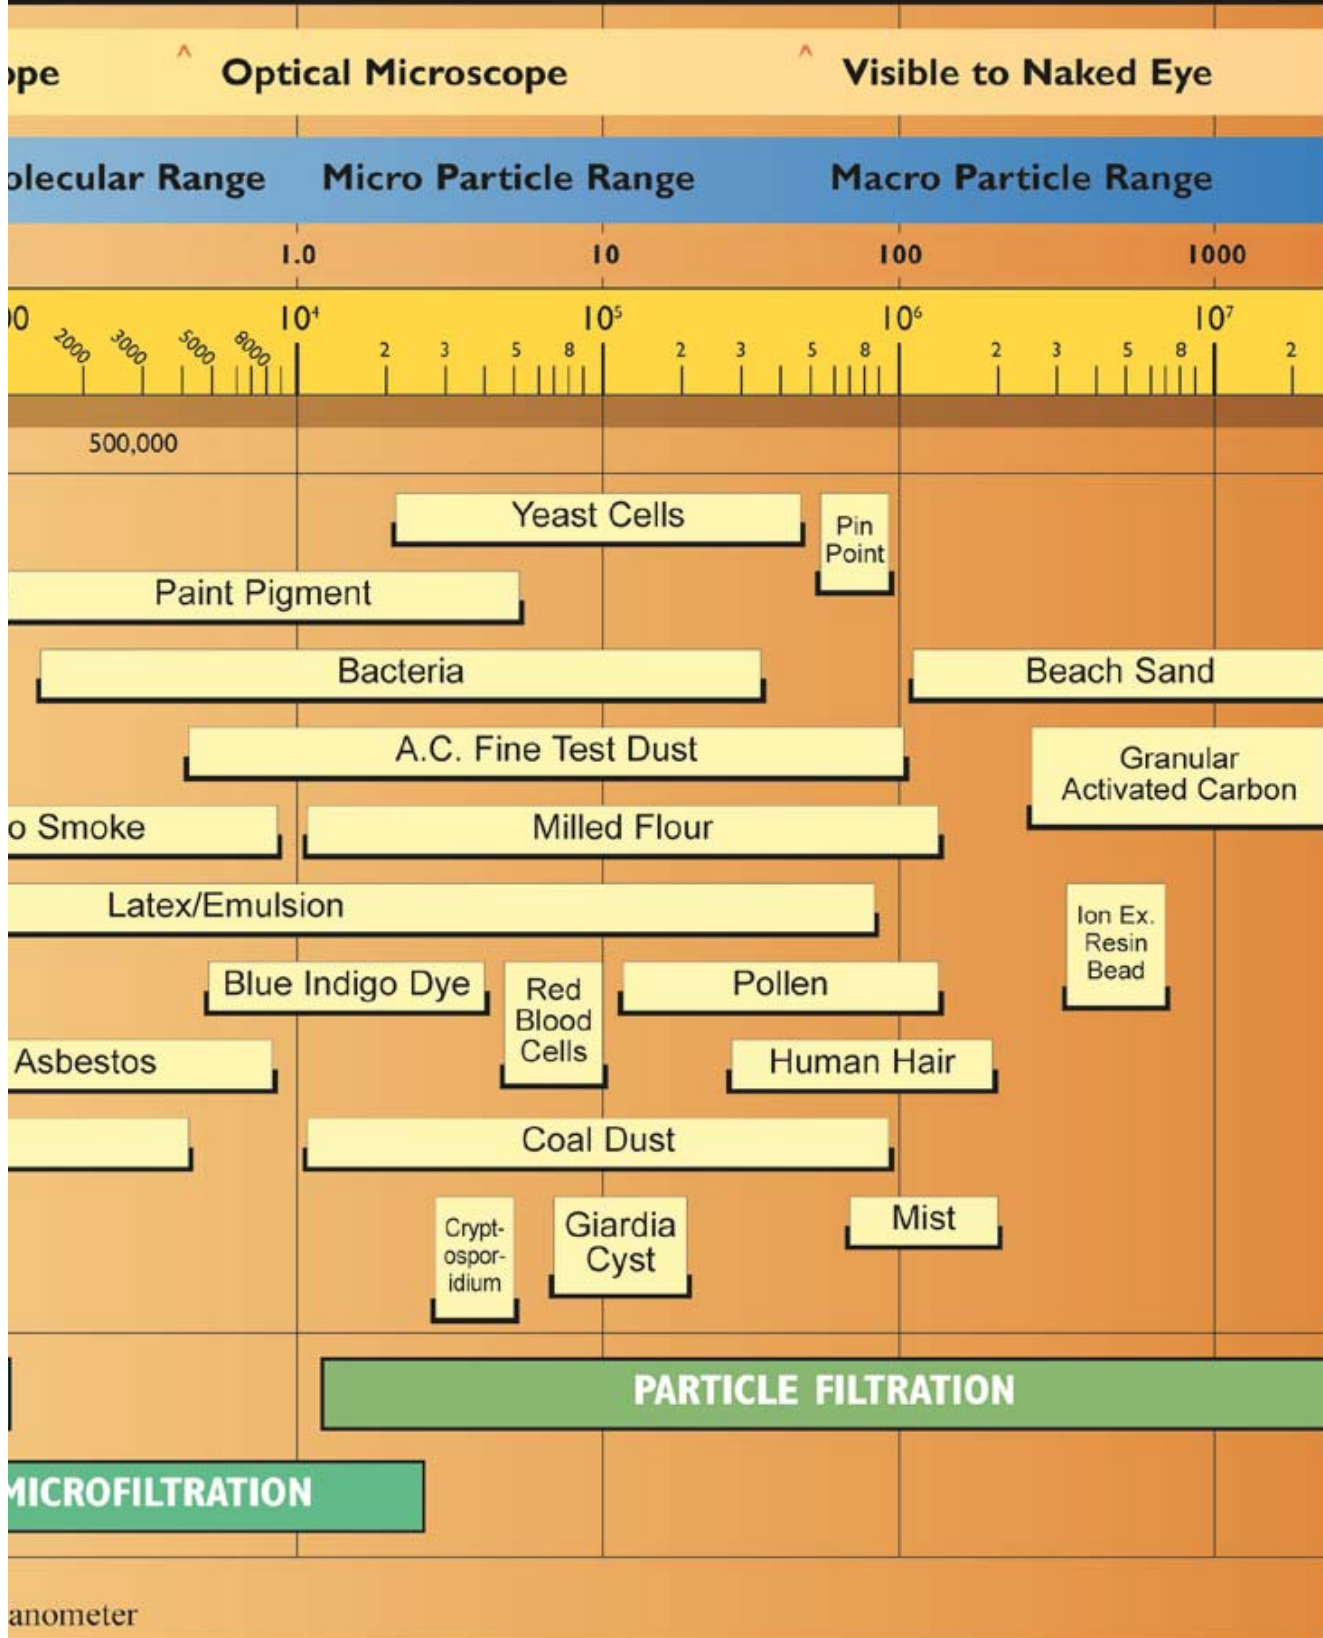 ope Optical Microscope Visible to Naked Eye
olecular Range Micro Particle Range Macro Particle Range
1.0 10 100 1000
00 10⁴ 10⁵ 10⁶ 10⁷
2000 3000 5000 8000 2 3 5 8 2 3 5 8 2 3 5 8 2
500,000
Yeast Cells
Pin
Point
Paint Pigment
Bacteria
Beach Sand
A.C. Fine Test Dust
Granular
Activated Carbon
o Smoke
Milled Flour
Latex/Emulsion
Ion Ex.
Resin
Bead
Blue Indigo Dye
Red
Blood
Cells
Pollen
Asbestos
Human Hair
Coal Dust
Crypt-
ospor-
idium
Giardia
Cyst
Mist
PARTICLE FILTRATION
MICROFILTRATION
anometer